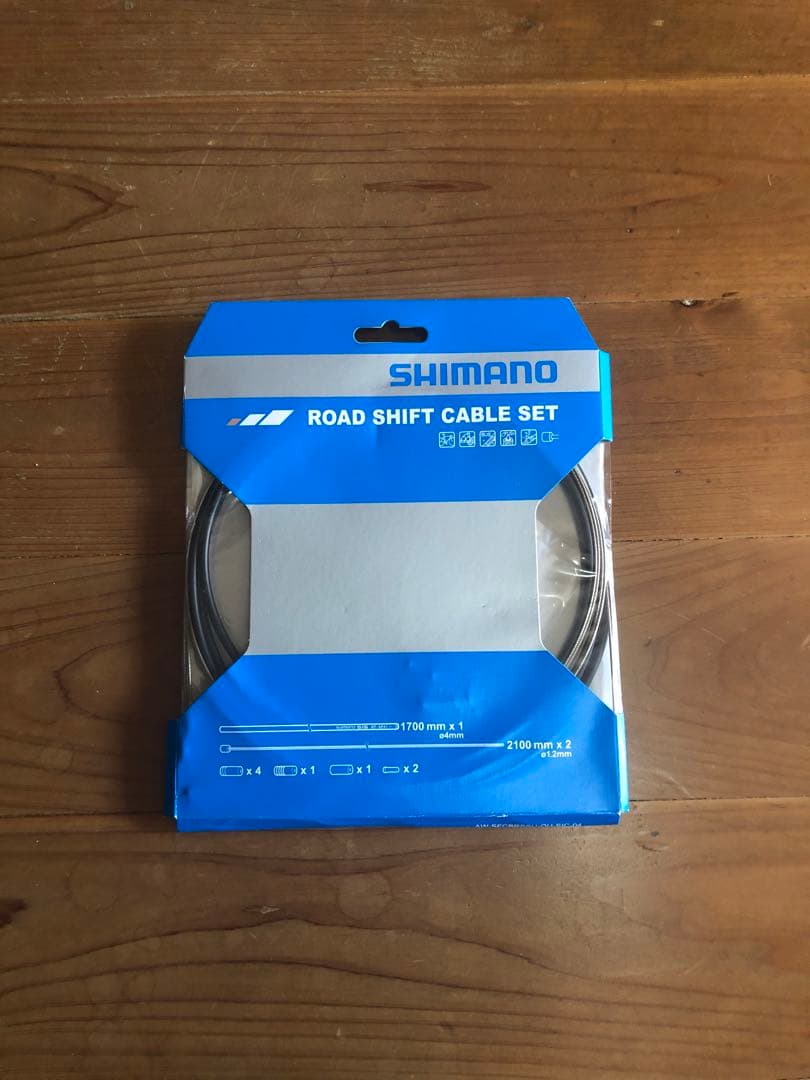 SHIMANO
ROAD SHIFT CABLE SET
1700 mm x 1
ø4mm
2100 mm x 2
ø1.2mm
x 4 x 1 x 1 x 2